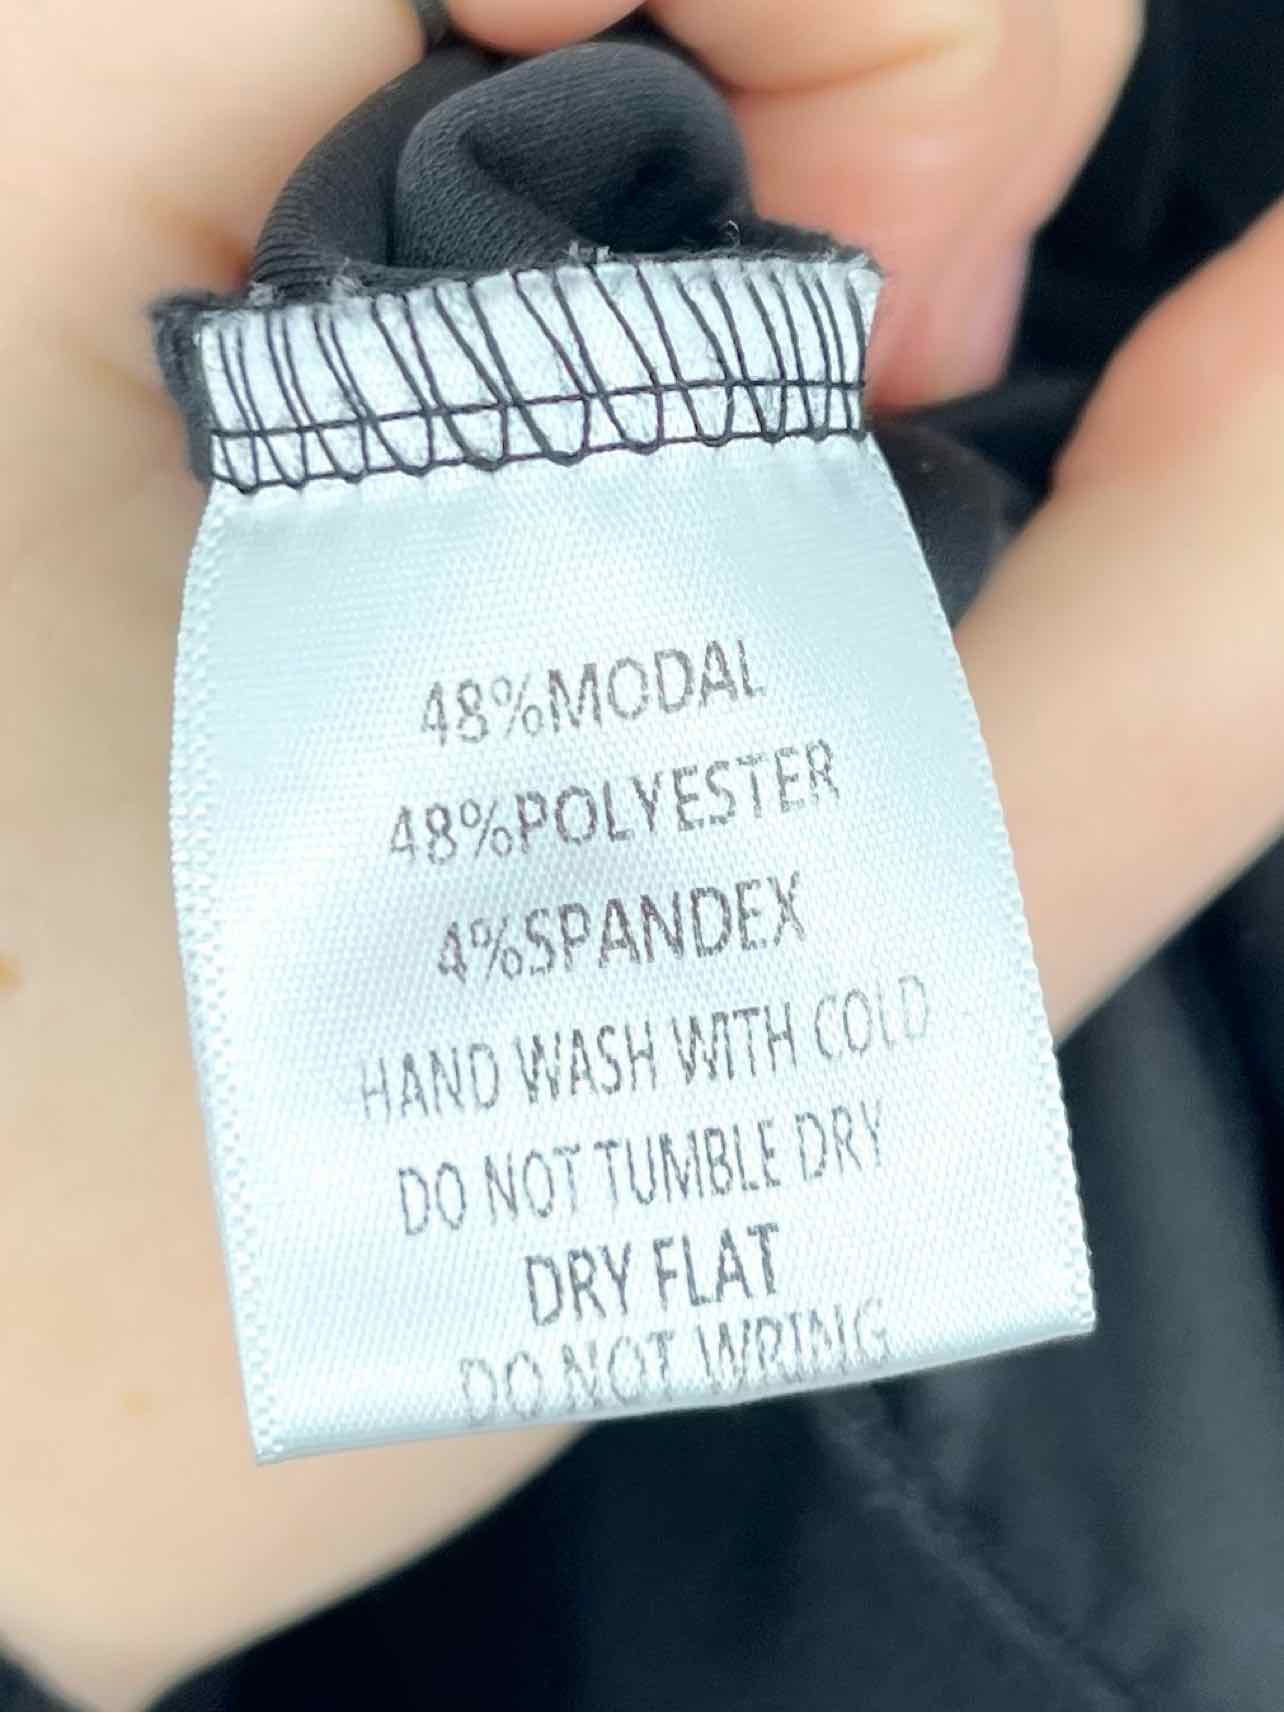 48%MODAL
48%POLYESTER
4%SPANDEX
HAND WASH WITH COLD
DO NOT TUMBLE DRY
DRY FLAT
DO NOT WRING